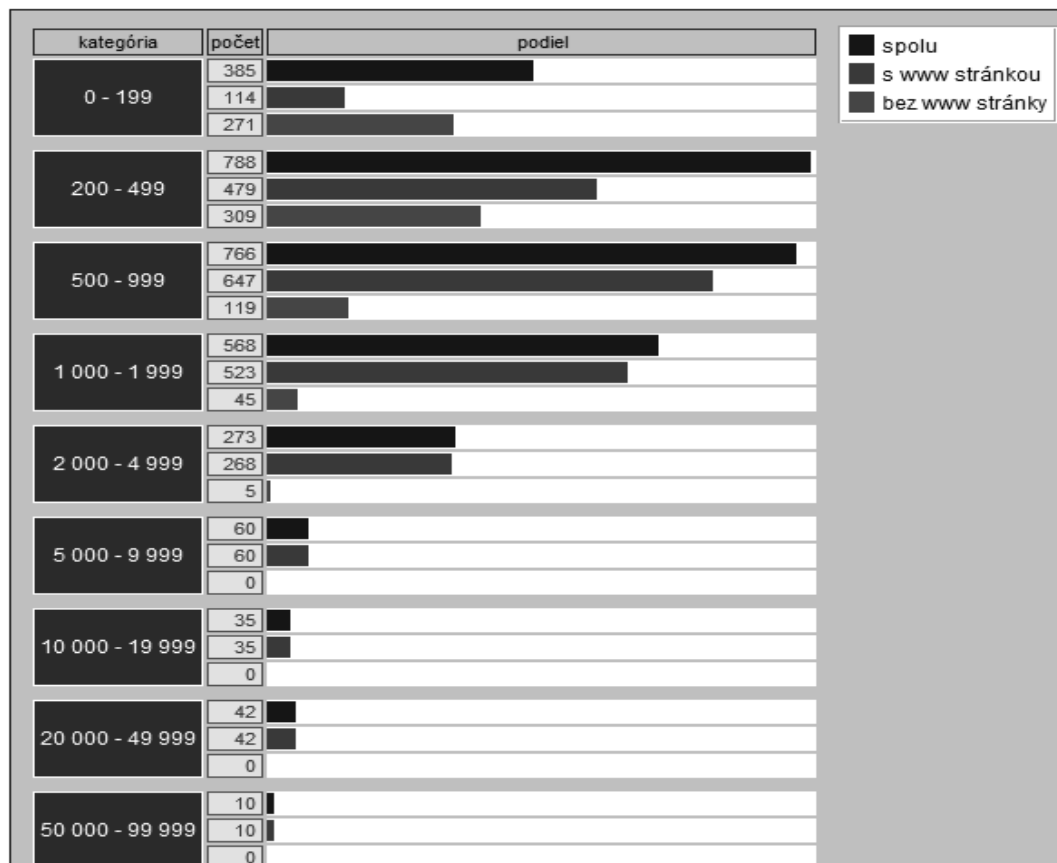 kategória počet podiel
spolu
s www stránkou
bez www stránky
385
0 - 199 114
271
788
200 - 499 479
309
766
500 - 999 647
119
568
1 000 - 1 999 523
45
273
2 000 - 4 999 268
5
60
5 000 - 9 999 60
0
35
10 000 - 19 999 35
0
42
20 000 - 49 999 42
0
10
50 000 - 99 999 10
0